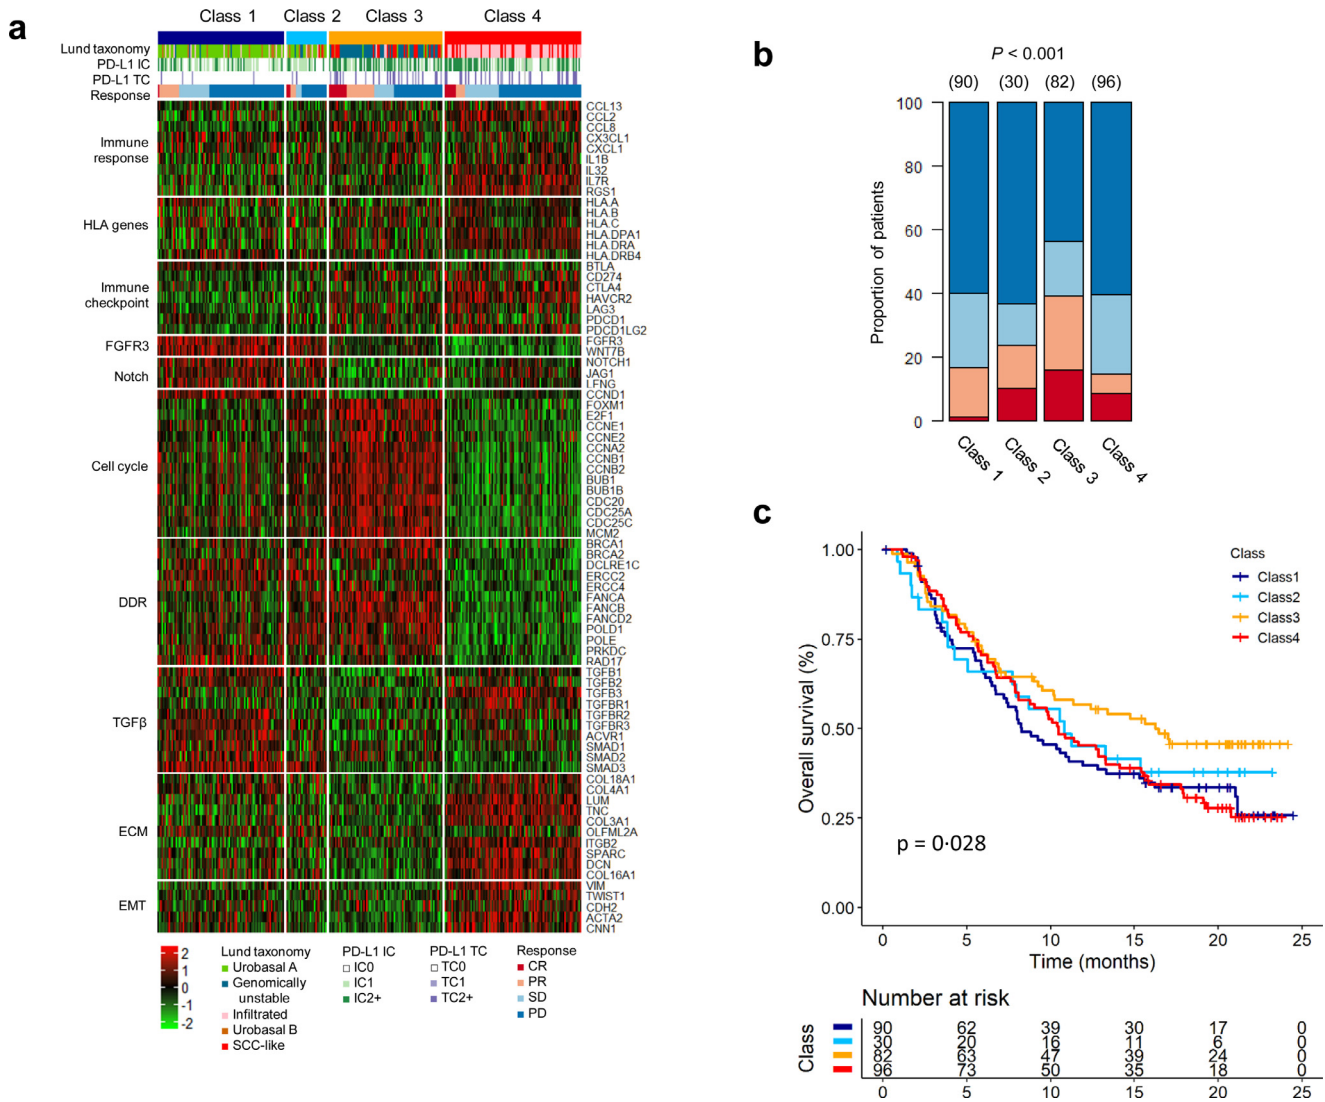 a
Class 1
Class 2
Class 3
Class 4
Lund taxonomy
PD-L1 IC
PD-L1 TC
Response
Immune
response
CCL13
CCL2
CCL8
CX3CL1
CXCL1
IL1B
IL32
IL7R
RGS1
HLA genes
HLA.A
HLA.B
HLA.C
HLA.DPA1
HLA.DRA
HLA.DRB4
Immune
checkpoint
BTLA
CD274
CTLA4
HAVCR2
LAG3
PDCD1
PDCD1LG2
FGFR3
FGFR3
WNT7B
Notch
NOTCH1
JAG1
LFNG
Cell cycle
CCND1
FOXM1
E2F1
CCNE1
CCNE2
CCNA2
CCNB1
CCNB2
BUB1
BUB1B
CDC20
CDC25A
CDC25C
MCM2
DDR
BRCA1
BRCA2
DCLRE1C
ERCC2
ERCC4
FANCA
FANCB
FANCD2
POLD1
POLE
PRKDC
RAD17
TGFβ
TGFB1
TGFB2
TGFB3
TGFBR1
TGFBR2
TGFBR3
ACVR1
SMAD1
SMAD2
SMAD3
ECM
COL18A1
COL4A1
LUM
TNC
COL3A1
OLFML2A
ITGB2
SPARC
DCN
COL16A1
EMT
VIM
TWIST1
CDH2
ACTA2
CNN1
2
1
0
-1
-2
Lund taxonomy
Urobasal A
Genomically
unstable
Infiltrated
Urobasal B
SCC-like
PD-L1 IC
IC0
IC1
IC2+
PD-L1 TC
TC0
TC1
TC2+
Response
CR
PR
SD
PD
b
P < 0.001
(90) (30) (82) (96)
Proportion of patients
100
80
60
40
20
0
Class 1
Class 2
Class 3
Class 4
c
Overall survival (%)
1.00
0.75
0.50
0.25
0.00
Class
Class1
Class2
Class3
Class4
p = 0·028
0 5 10 15 20 25
Time (months)
Number at risk
Class
90 62 39 30 17 0
30 20 16 11 6 0
82 63 47 39 24 0
96 73 50 35 18 0
0 5 10 15 20 25